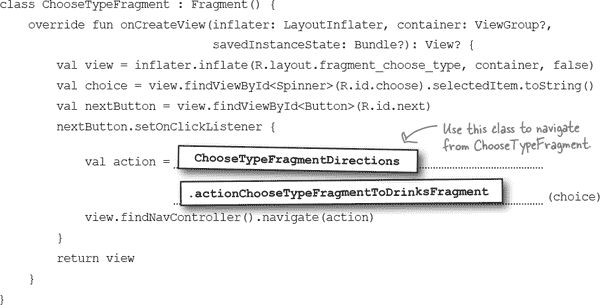 class ChooseTypeFragment : Fragment() {
override fun onCreateView(inflater: LayoutInflater, container: ViewGroup?,
savedInstanceState: Bundle?): View? {
val view = inflater.inflate(R.layout.fragment_choose_type, container, false)
val choice = view.findViewById<Spinner>(R.id.choose).selectedItem.toString()
val nextButton = view.findViewById<Button>(R.id.next)
nextButton.setOnClickListener {
Use this class to navigate
from ChooseTypeFragment.
val action = ChooseTypeFragmentDirections
.actionChooseTypeFragmentToDrinksFragment (choice)
view.findNavController().navigate(action)
}
return view
}
}